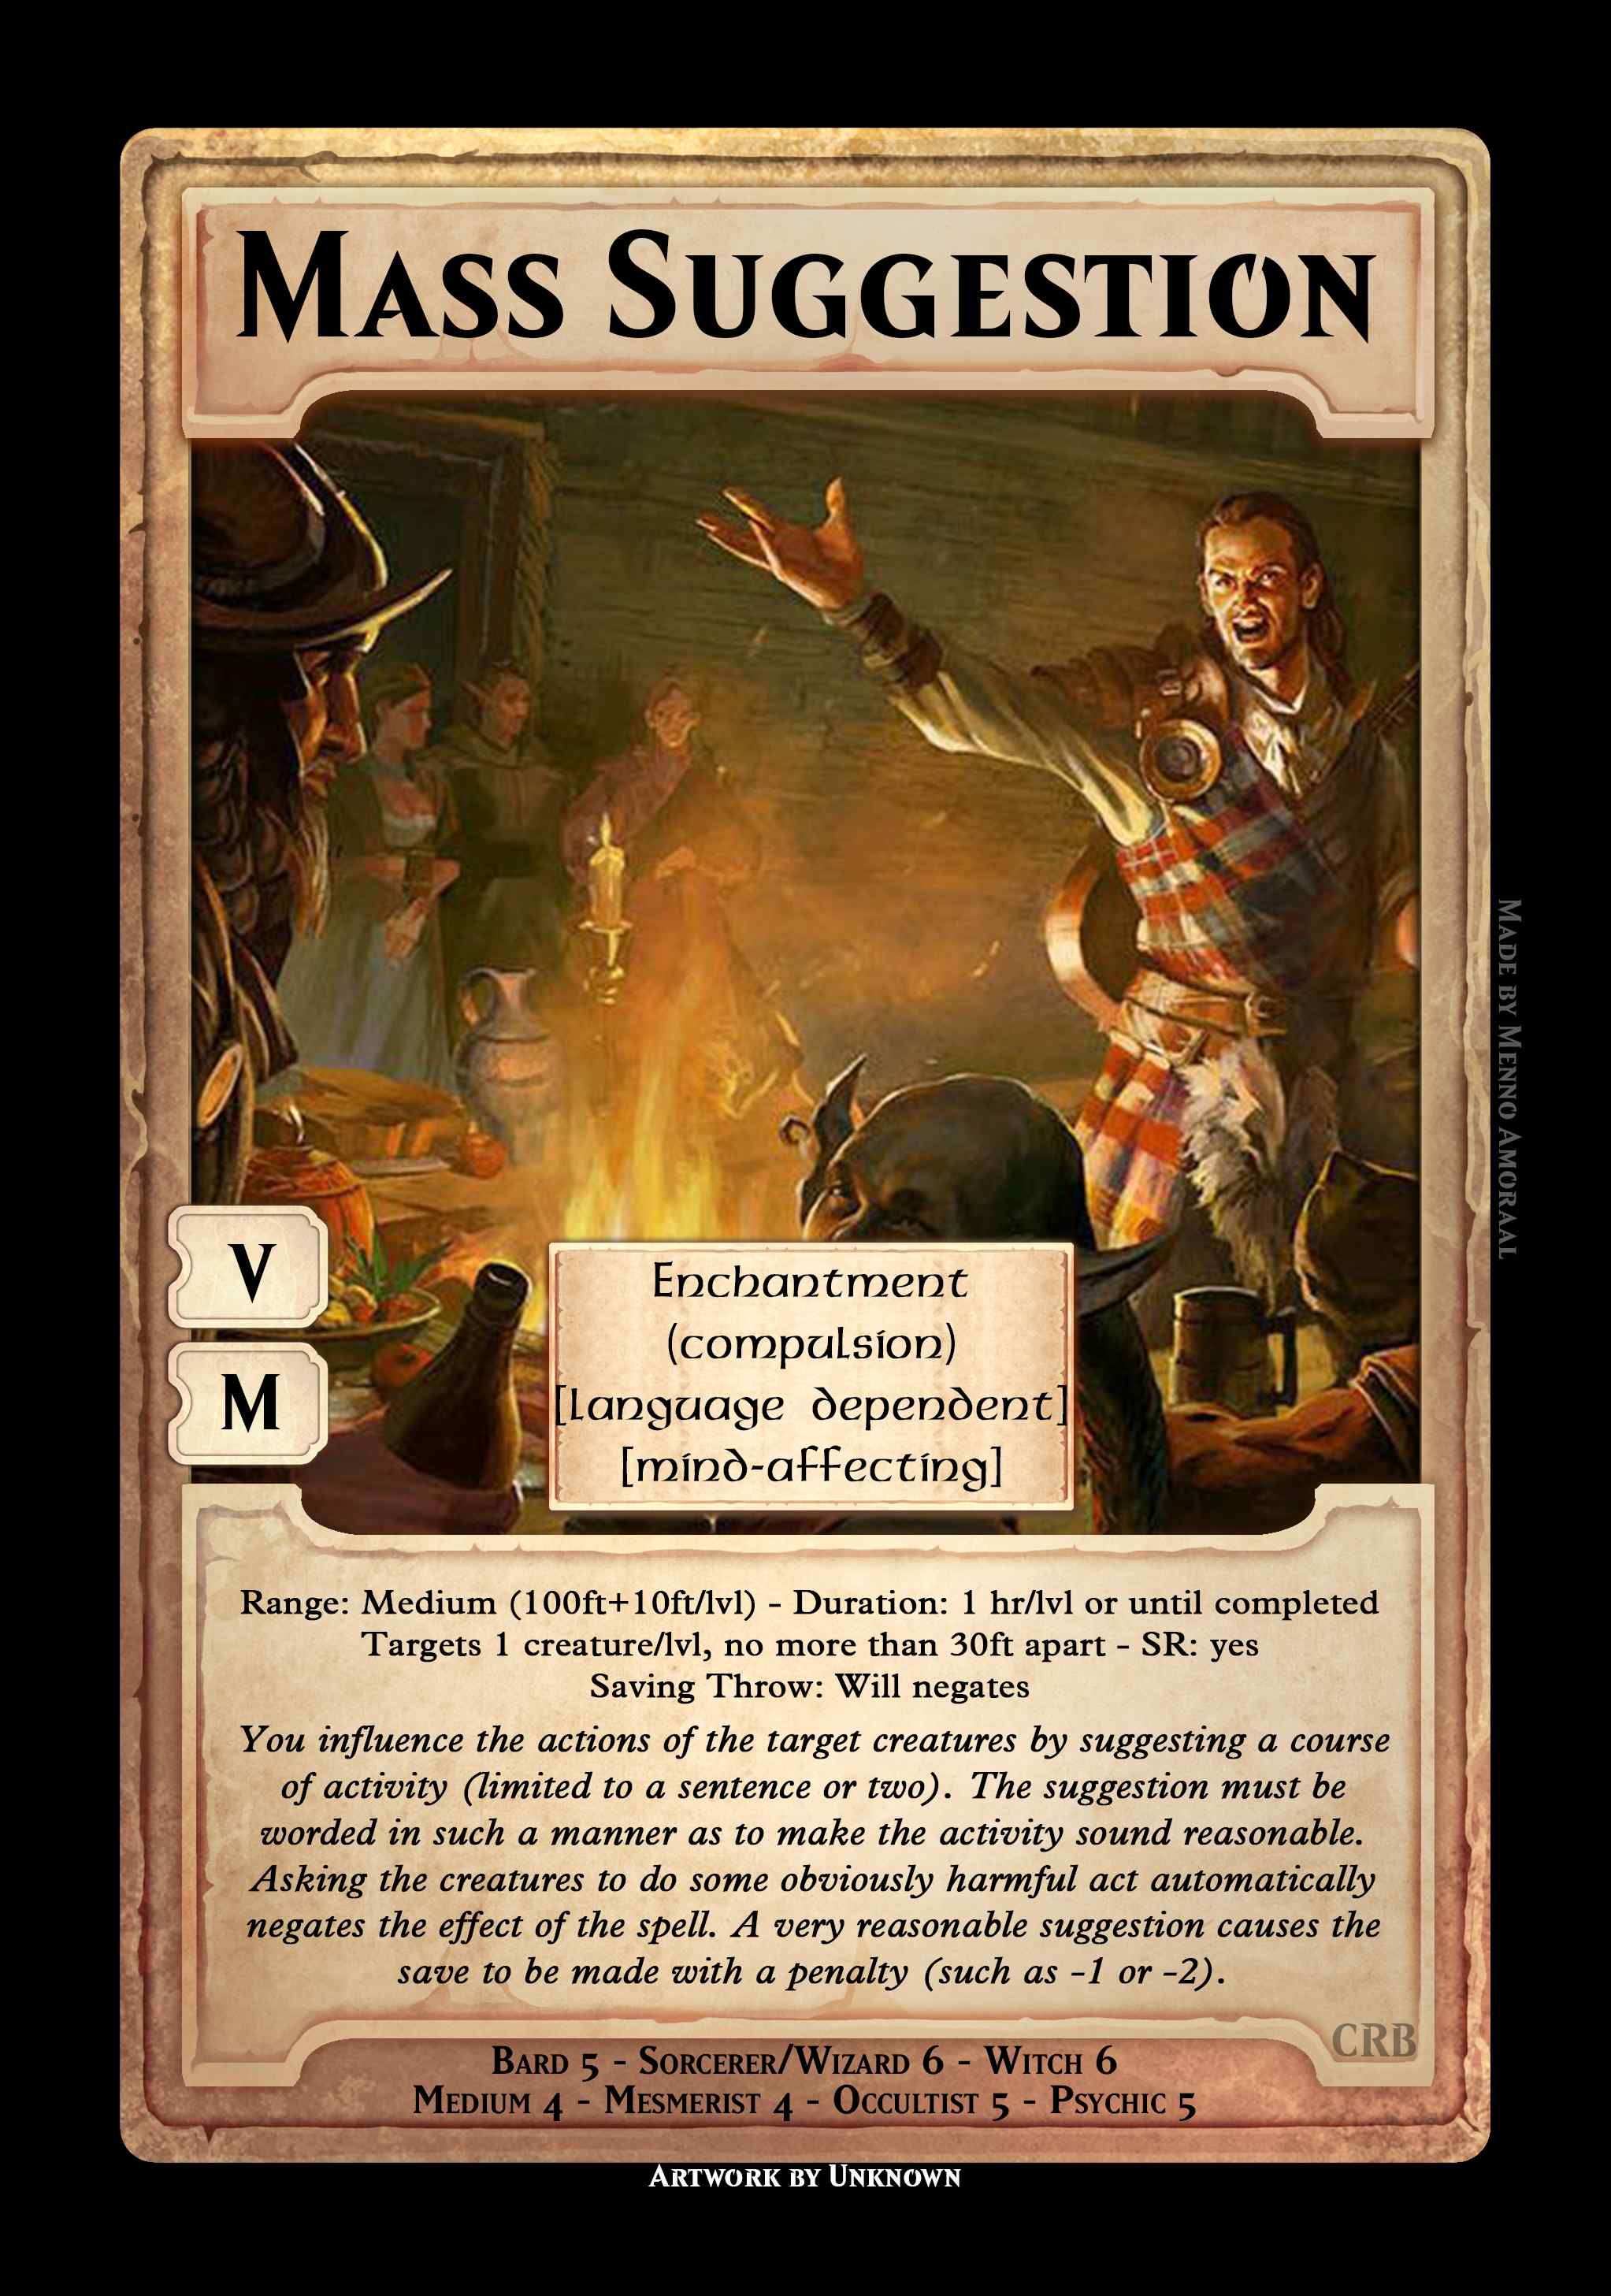 Mass Suggestion
V
M
Enchantment
(compulsion)
[language dependent]
[mind-affecting]
Range: Medium (100ft+10ft/lvl) - Duration: 1 hr/lvl or until completed
Targets 1 creature/lvl, no more than 30ft apart - SR: yes
Saving Throw: Will negates
You influence the actions of the target creatures by suggesting a course
of activity (limited to a sentence or two). The suggestion must be
worded in such a manner as to make the activity sound reasonable.
Asking the creatures to do some obviously harmful act automatically
negates the effect of the spell. A very reasonable suggestion causes the
save to be made with a penalty (such as -1 or -2).
CRB
Bard 5 - Sorcerer/Wizard 6 - Witch 6
Medium 4 - Mesmerist 4 - Occultist 5 - Psychic 5
Artwork by Unknown
Made by Menno Amoraal